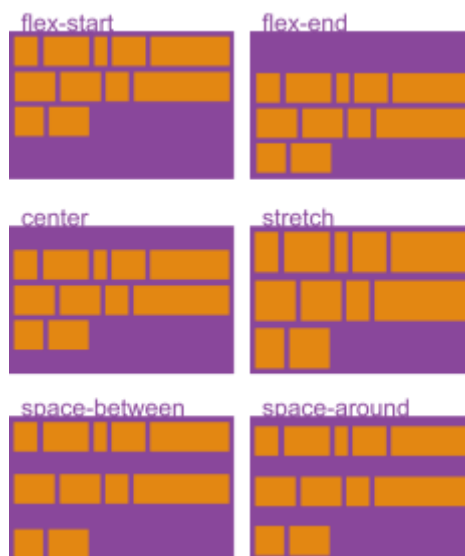 flex-start
flex-end
center
stretch
space-between
space-around